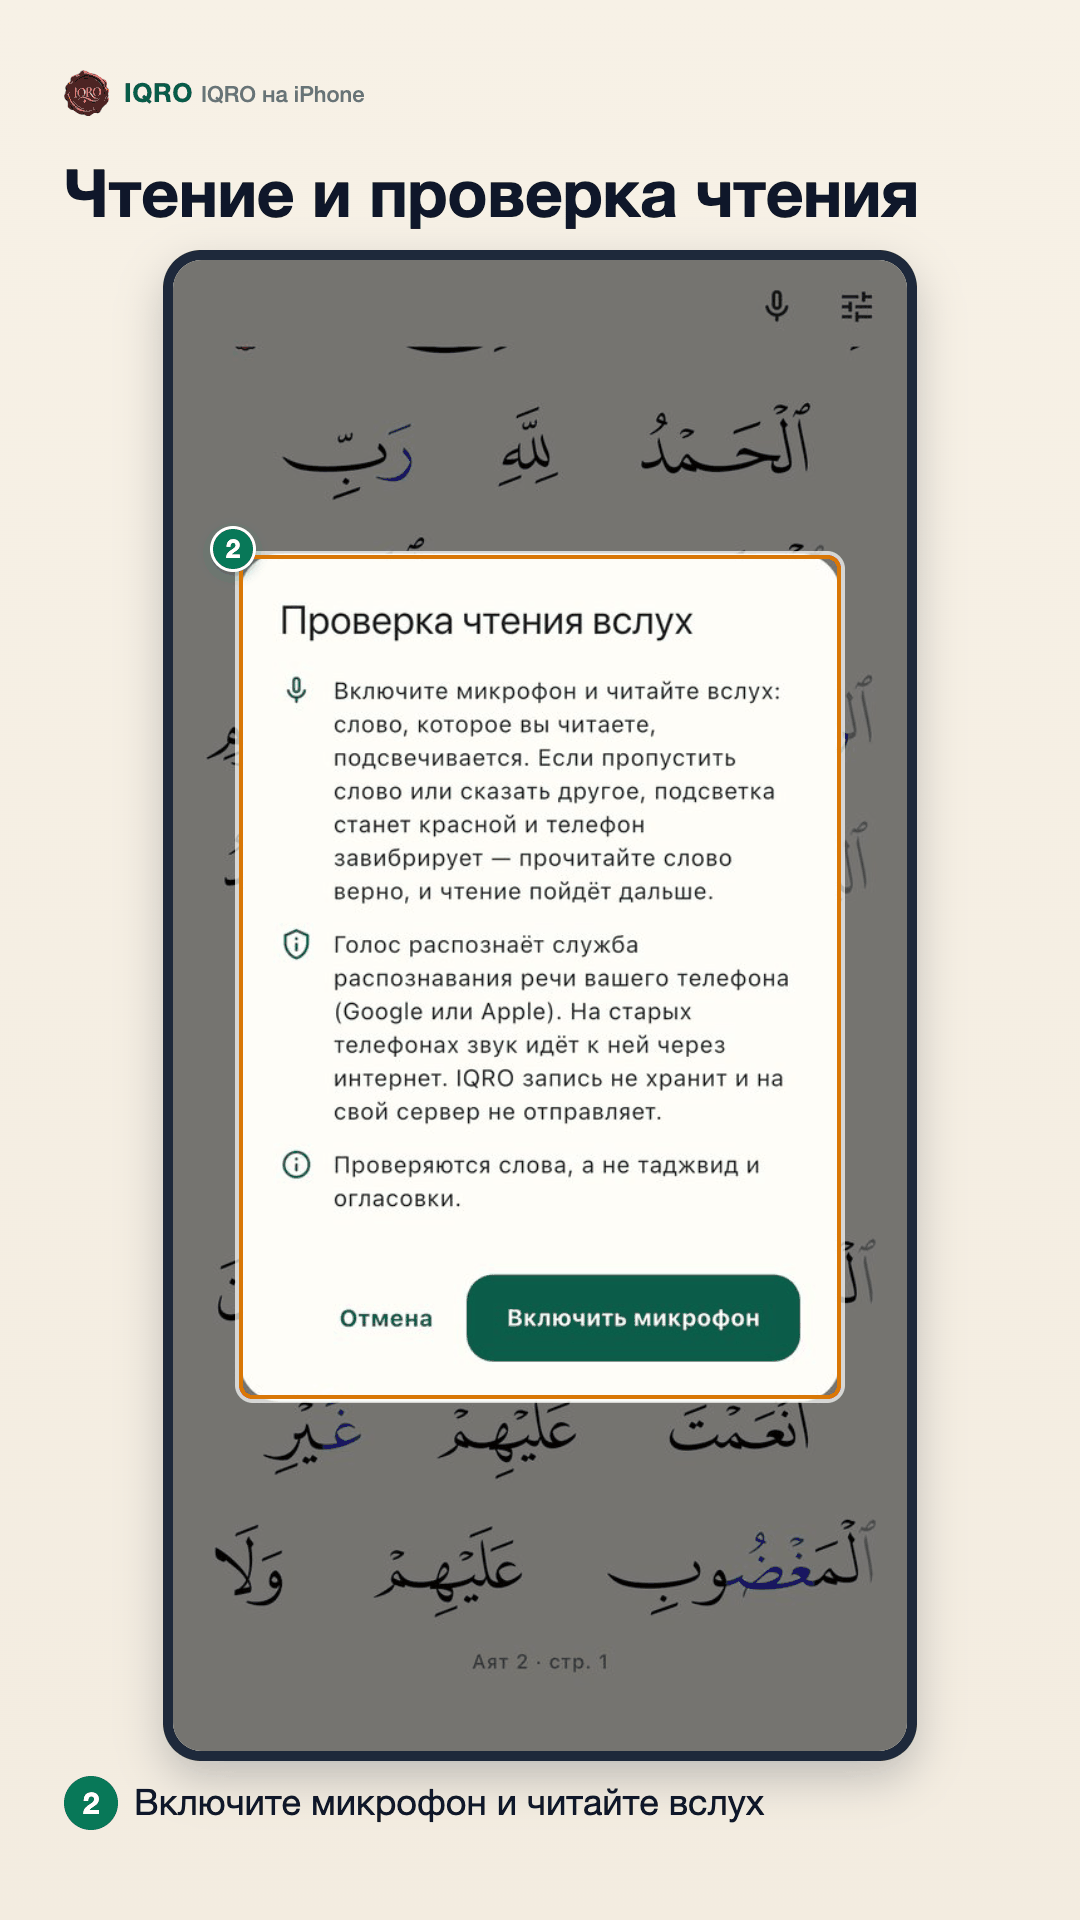 IQRO IQRO на iPhone
Чтение и проверка чтения
ٱلْحَمْدُ لِلَّهِ رَبِّ
2
Проверка чтения вслух
Включите микрофон и читайте вслух:
слово, которое вы читаете,
подсвечивается. Если пропустить
слово или сказать другое, подсветка
станет красной и телефон
завибрирует — прочитайте слово
верно, и чтение пойдёт дальше.
Голос распознаёт служба
распознавания речи вашего телефона
(Google или Apple). На старых
телефонах звук идёт к ней через
интернет. IQRO запись не хранит и на
свой сервер не отправляет.
Проверяются слова, а не таджвид и
огласовки.
Отмена Включить микрофон
أَنْعَمْتَ عَلَيْهِمْ غَيْرِ
ٱلْمَغْضُوبِ عَلَيْهِمْ وَلَا
Аят 2 · стр. 1
2 Включите микрофон и читайте вслух